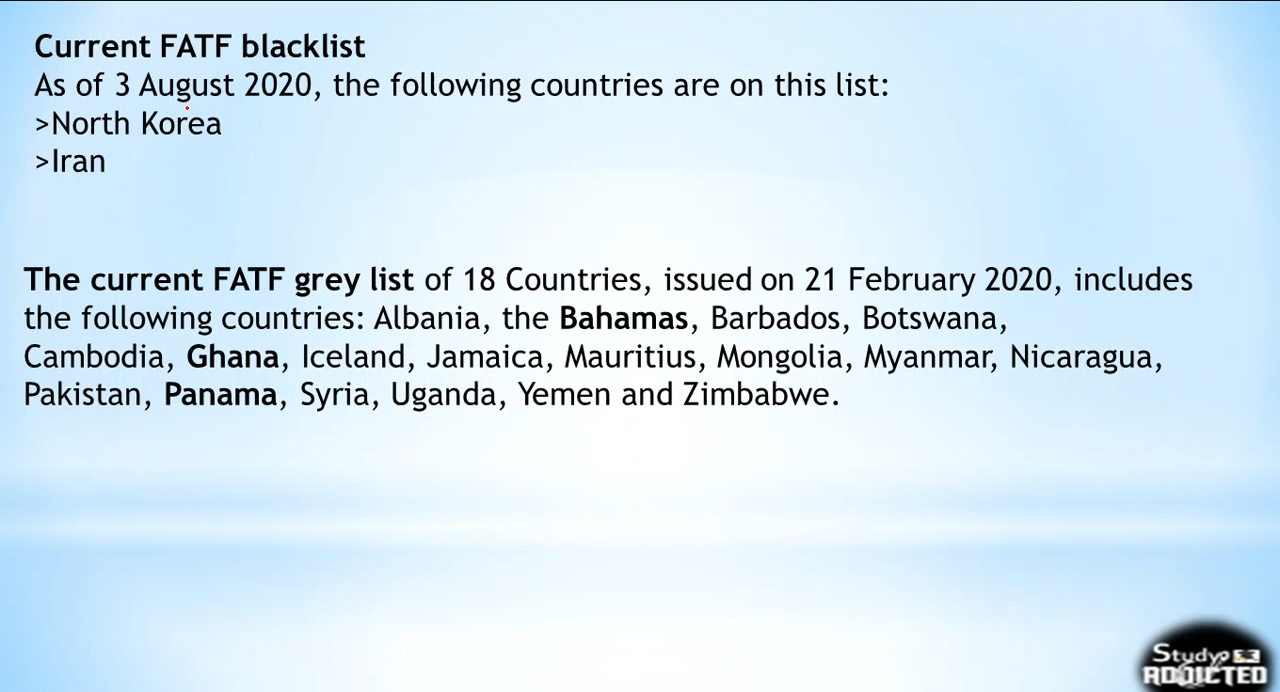 Current FATF blacklist
As of 3 August 2020, the following countries are on this list:
>North Korea
>Iran
The current FATF grey list of 18 Countries, issued on 21 February 2020, includes
the following countries: Albania, the Bahamas, Barbados, Botswana,
Cambodia, Ghana, Iceland, Jamaica, Mauritius, Mongolia, Myanmar, Nicaragua,
Pakistan, Panama, Syria, Uganda, Yemen and Zimbabwe.
Study
ADDICTED